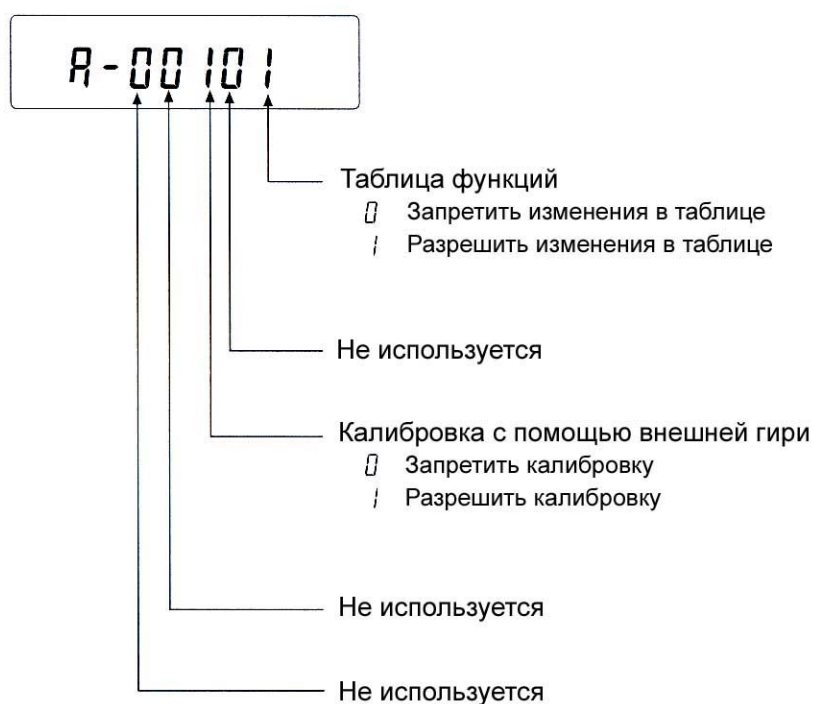 A-00101
Таблица функций
0 Запретить изменения в таблице
1 Разрешить изменения в таблице
Не используется
Калибровка с помощью внешней гири
0 Запретить калибровку
1 Разрешить калибровку
Не используется
Не используется